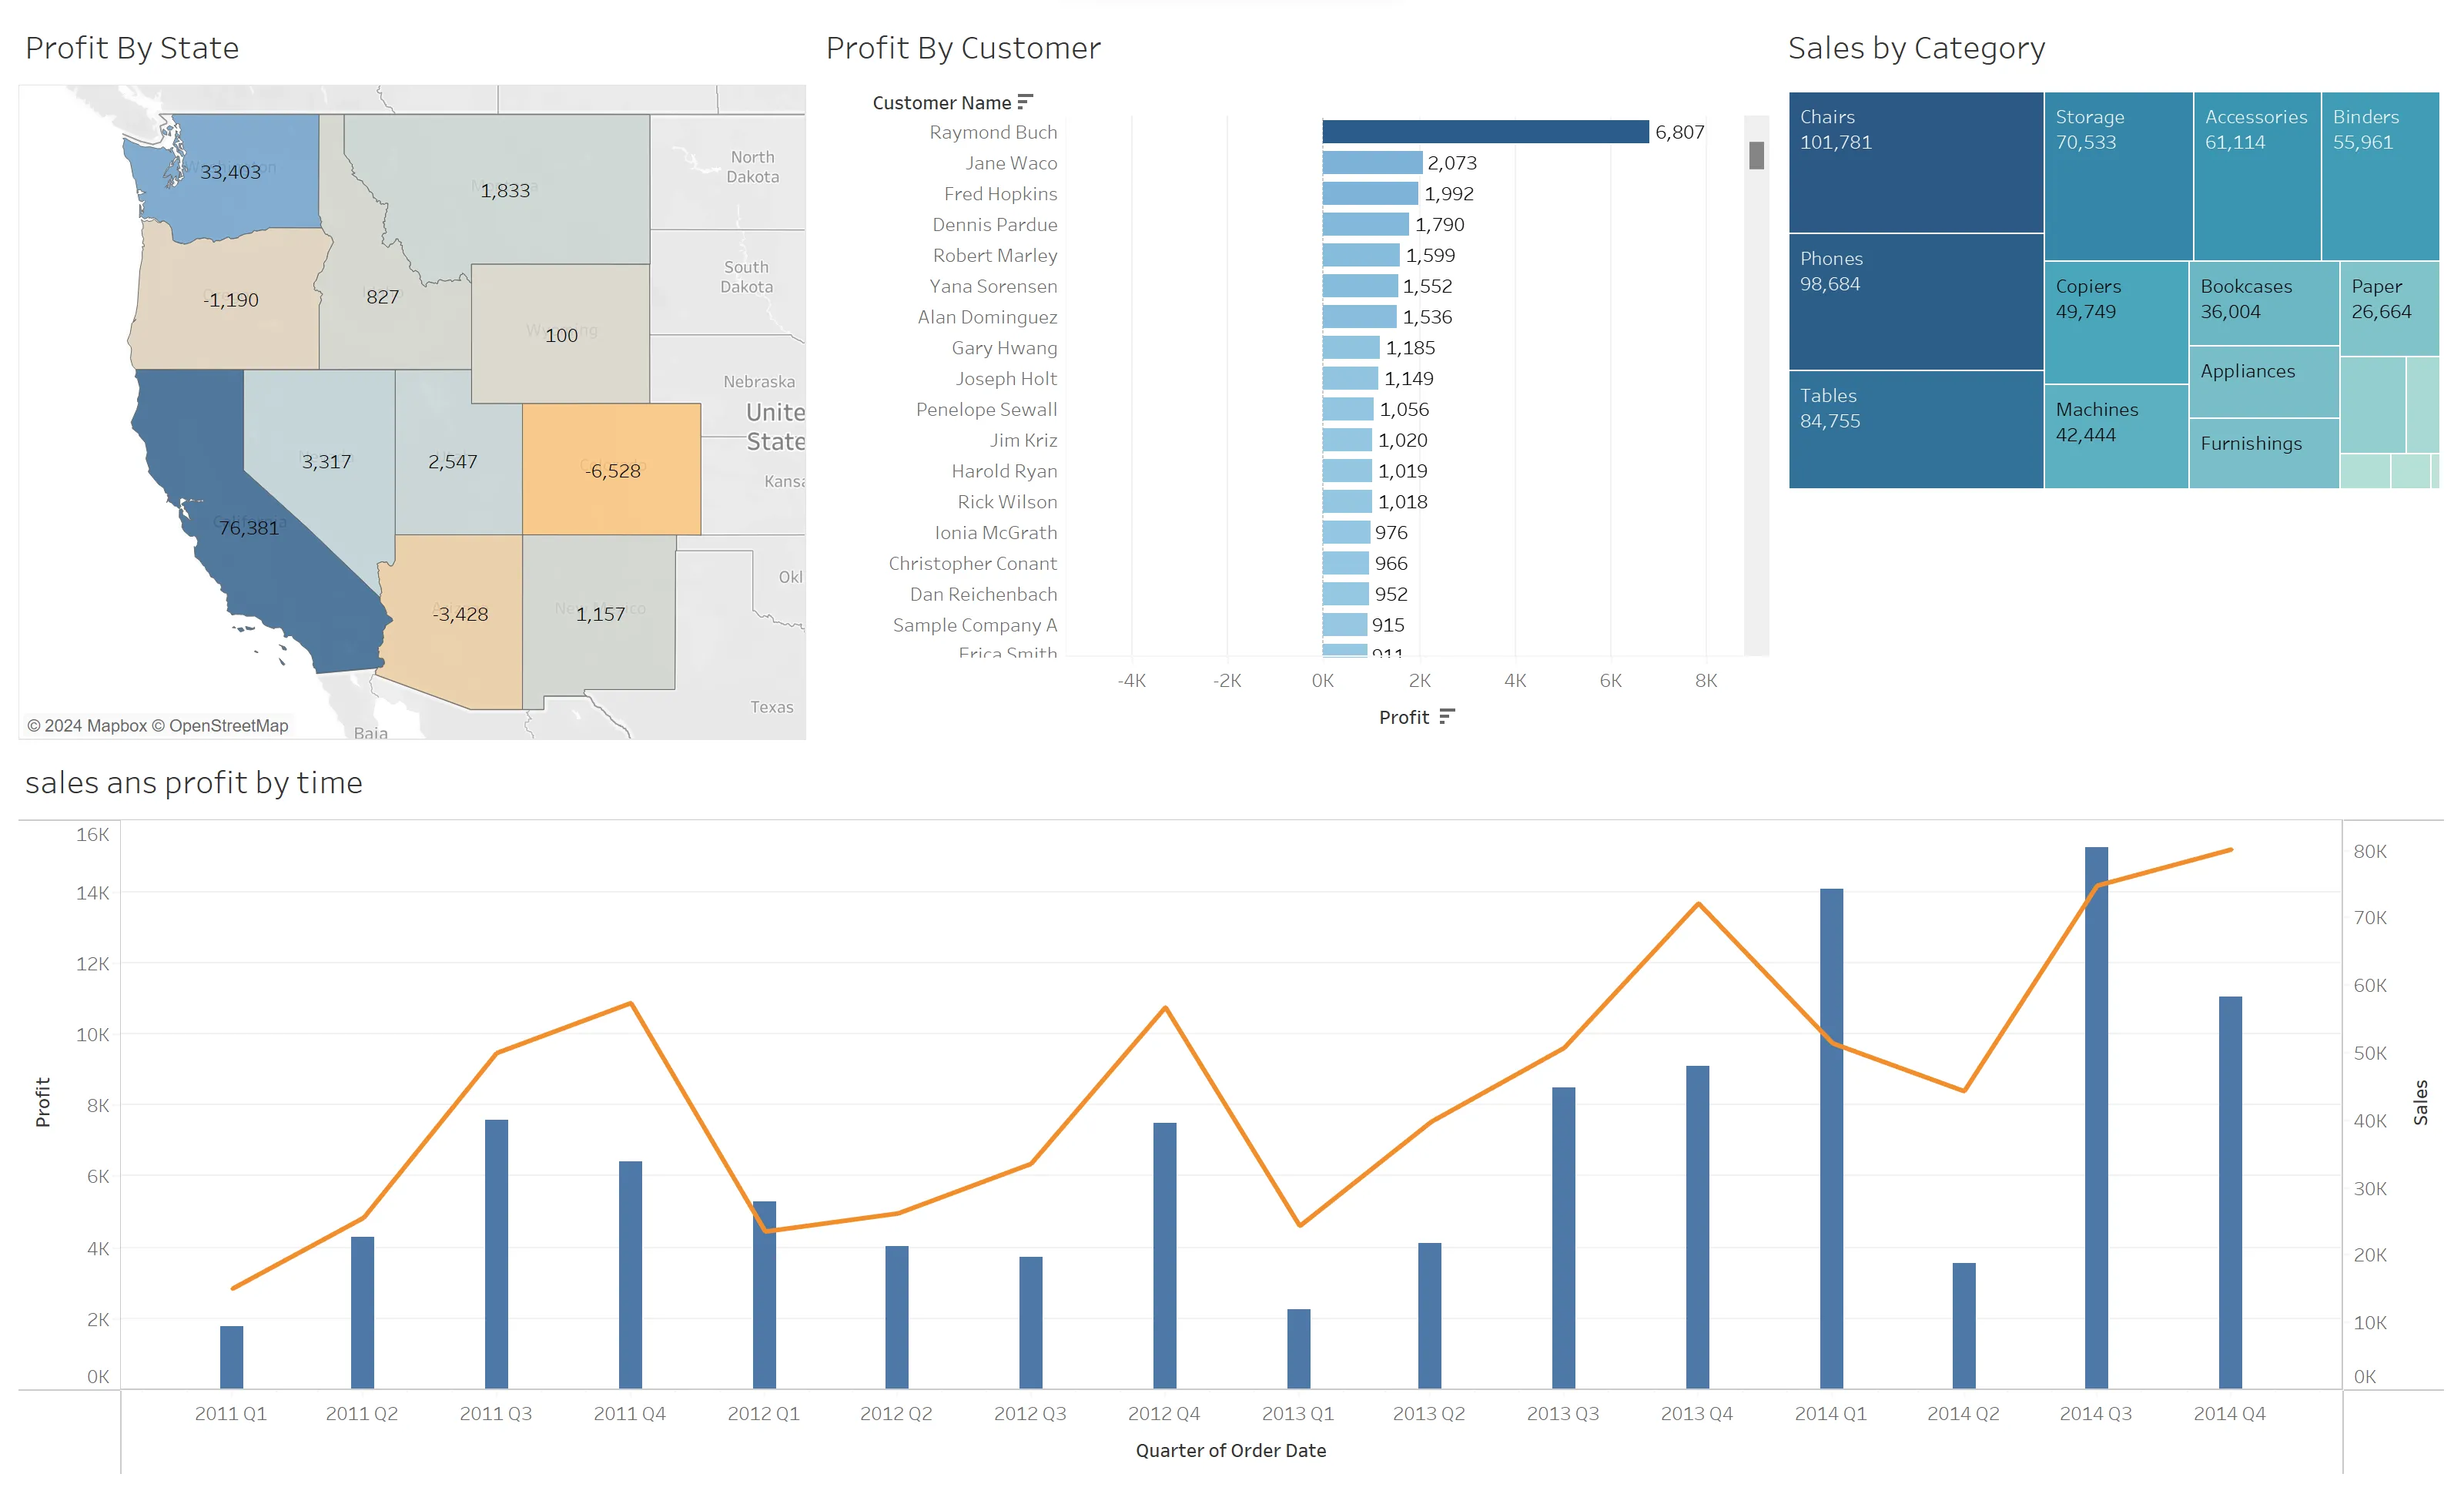 Profit By State
33,403
1,833
-1,190
827
Wyoming
100
3,317
2,547
-6,528
California
76,381
-3,428
New Mexico
1,157
North
Dakota
South
Dakota
Nebraska
Unite
State
Kansa
Okl
Texas
Baja
© 2024 Mapbox © OpenStreetMap
Profit By Customer
Customer Name
Raymond Buch 6,807
Jane Waco 2,073
Fred Hopkins 1,992
Dennis Pardue 1,790
Robert Marley 1,599
Yana Sorensen 1,552
Alan Dominguez 1,536
Gary Hwang 1,185
Joseph Holt 1,149
Penelope Sewall 1,056
Jim Kriz 1,020
Harold Ryan 1,019
Rick Wilson 1,018
Ionia McGrath 976
Christopher Conant 966
Dan Reichenbach 952
Sample Company A 915
Erica Smith 911
-4K -2K 0K 2K 4K 6K 8K
Profit
Sales by Category
Chairs
101,781
Phones
98,684
Tables
84,755
Storage
70,533
Accessories
61,114
Binders
55,961
Copiers
49,749
Machines
42,444
Bookcases
36,004
Appliances
Furnishings
Paper
26,664
sales ans profit by time
16K
14K
12K
10K
8K
6K
4K
2K
0K
Profit
80K
70K
60K
50K
40K
30K
20K
10K
0K
Sales
2011 Q1 2011 Q2 2011 Q3 2011 Q4 2012 Q1 2012 Q2 2012 Q3 2012 Q4 2013 Q1 2013 Q2 2013 Q3 2013 Q4 2014 Q1 2014 Q2 2014 Q3 2014 Q4
Quarter of Order Date